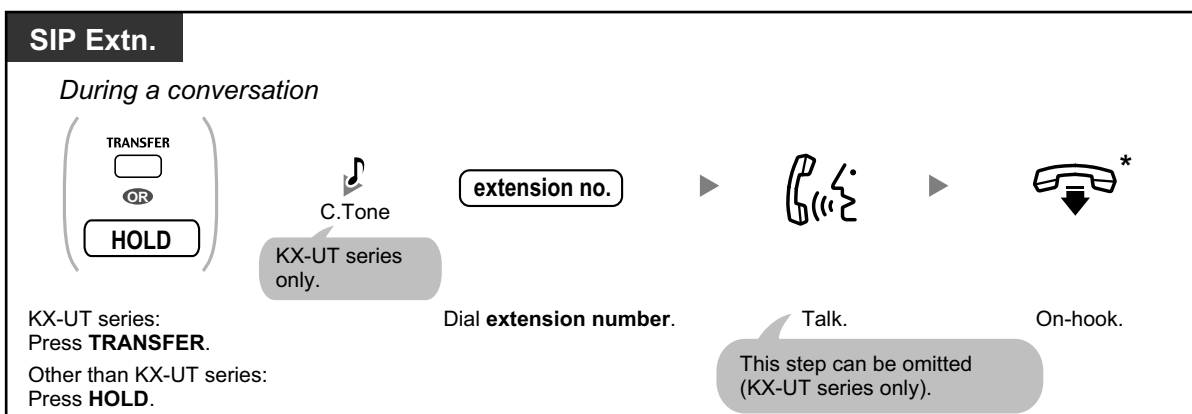 SIP Extn.
During a conversation
TRANSFER
OR
HOLD
C.Tone
KX-UT series
only.
extension no.
*
KX-UT series:
Press TRANSFER.
Other than KX-UT series:
Press HOLD.
Dial extension number.
Talk.
This step can be omitted
(KX-UT series only).
On-hook.